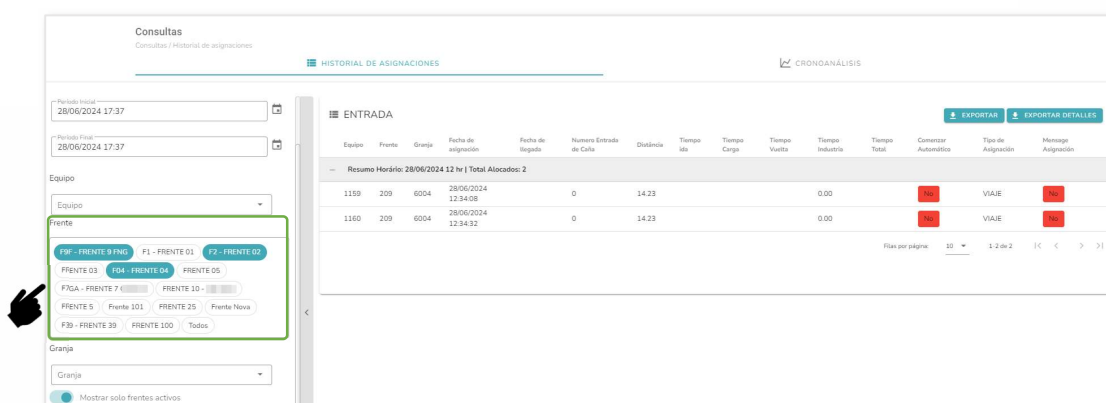 Consultas
Consultas / Historial de asignaciones
HISTORIAL DE ASIGNACIONES
CRONOANÁLISIS
Período Inicial
28/06/2024 17:37
Período Final
28/06/2024 17:37
Equipo
Equipo
Frente
F9F - FRENTE 9 FNG F1 - FRENTE 01 F2 - FRENTE 02
FRENTE 03 F04 - FRENTE 04 FRENTE 05
F7GA - FRENTE 7 FRENTE 10 -
FRENTE 5 Frente 101 FRENTE 25 Frente Nova
F39 - FRENTE 39 FRENTE 100 Todos
Granja
Granja
Mostrar solo frentes activos
ENTRADA
EXPORTAR EXPORTAR DETALLES
Equipo Frente Granja Fecha de asignación Fecha de llegada Numero Entrada de Caña Distância Tiempo ida Tiempo Carga Tiempo Vuelta Tiempo Industria Tiempo Total Comenzar Automático Tipo de Asignación Mensage Asignación
— Resumo Horário: 28/06/2024 12 hr | Total Alocados: 2
1159 209 6004 28/06/2024 12:34:08 0 14.23 0.00 No VIAJE No
1160 209 6004 28/06/2024 12:34:32 0 14.23 0.00 No VIAJE No
Filas por página: 10 1-2 de 2